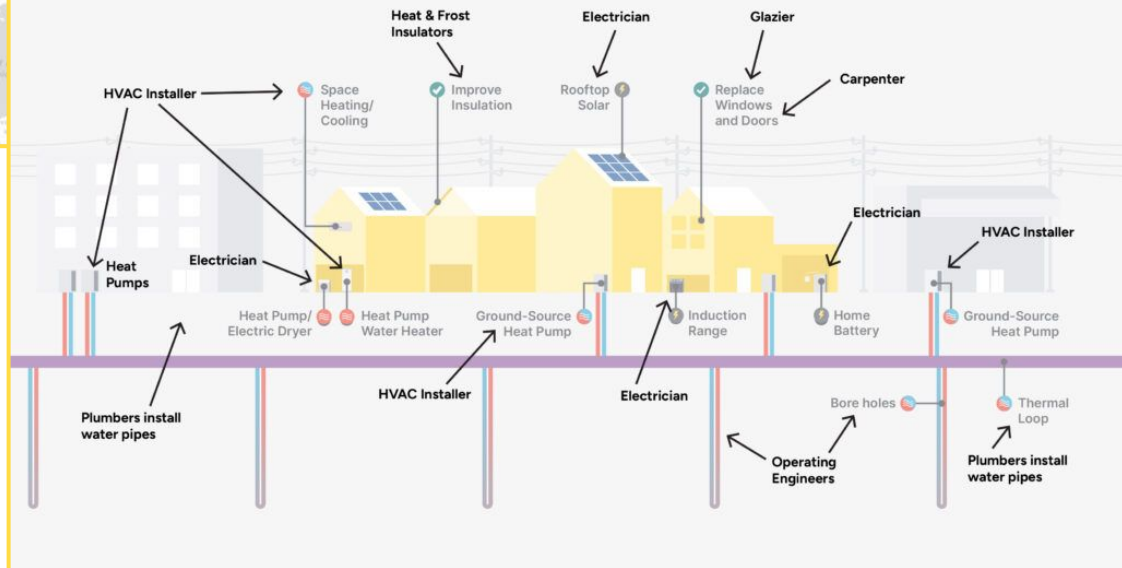 Heat & Frost
Insulators
Electrician
Glazier
HVAC Installer
Space
Heating/
Cooling
Improve
Insulation
Rooftop
Solar
Replace
Windows
and Doors
Carpenter
Electrician
HVAC Installer
Electrician
Heat
Pumps
Heat Pump/
Electric Dryer
Heat Pump
Water Heater
Ground-Source
Heat Pump
Induction
Range
Home
Battery
Ground-Source
Heat Pump
HVAC Installer
Electrician
Plumbers install
water pipes
Bore holes
Thermal
Loop
Operating
Engineers
Plumbers install
water pipes